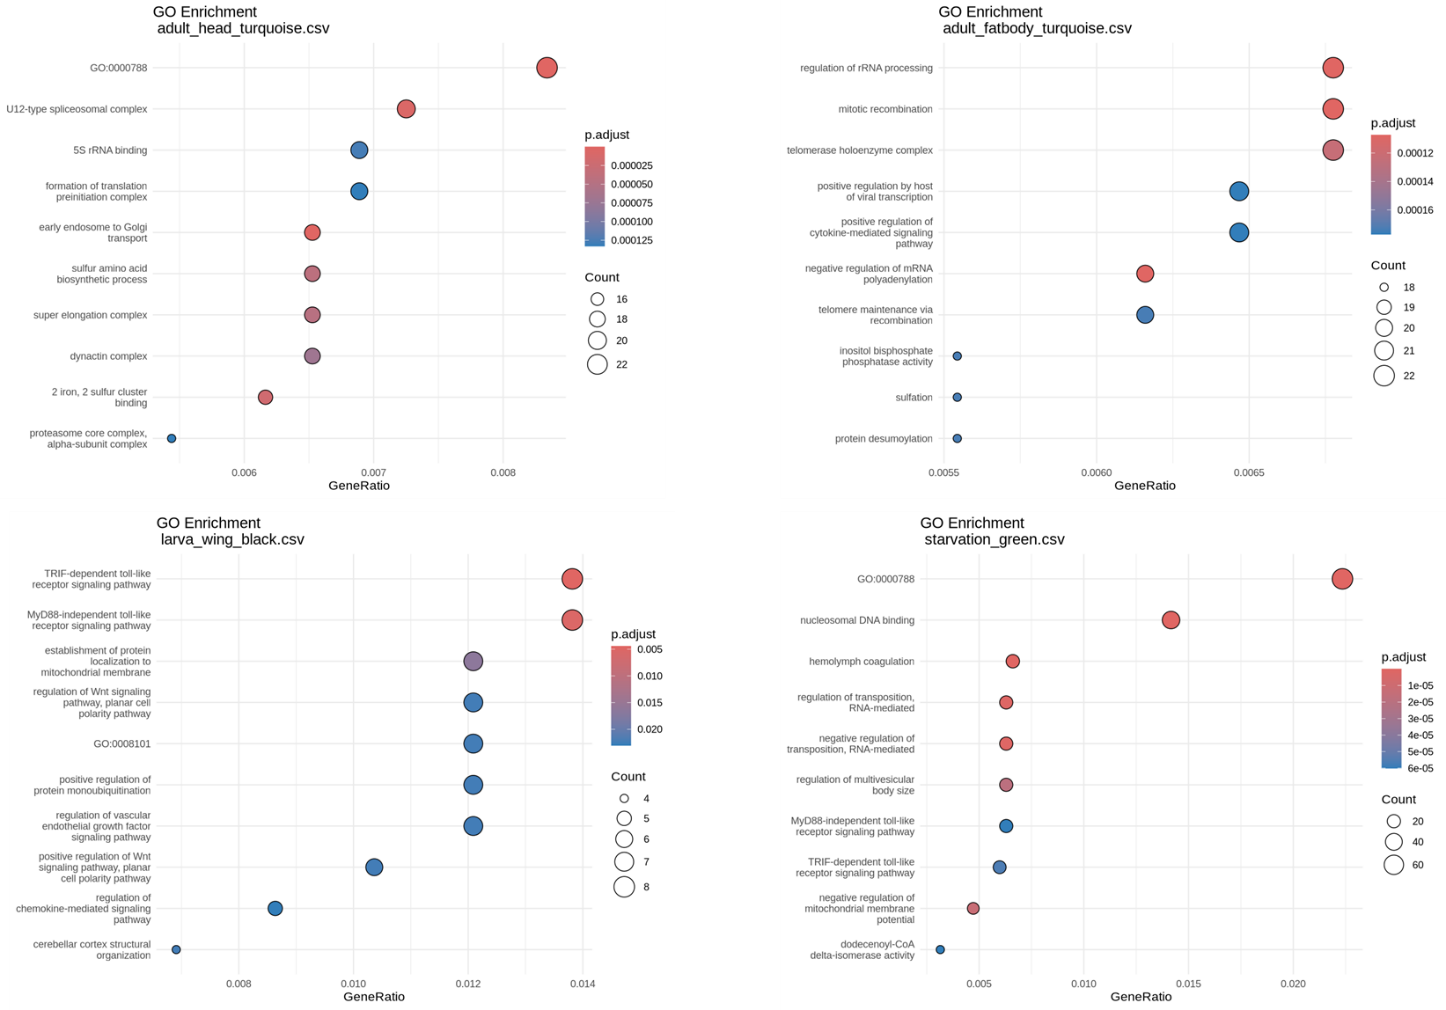 GO Enrichment
adult_head_turquoise.csv
GO:0000788
U12-type spliceosomal complex
5S rRNA binding
formation of translation
preinitiation complex
early endosome to Golgi
transport
sulfur amino acid
biosynthetic process
super elongation complex
dynactin complex
2 iron, 2 sulfur cluster
binding
proteasome core complex,
alpha-subunit complex
0.006
0.007
0.008
GeneRatio
p.adjust
0.000025
0.000050
0.000075
0.000100
0.000125
Count
16
18
20
22
GO Enrichment
adult_fatbody_turquoise.csv
regulation of rRNA processing
mitotic recombination
telomerase holoenzyme complex
positive regulation by host
of viral transcription
positive regulation of
cytokine-mediated signaling
pathway
negative regulation of mRNA
polyadenylation
telomere maintenance via
recombination
inositol bisphosphate
phosphatase activity
sulfation
protein desumoylation
0.0055
0.0060
0.0065
GeneRatio
p.adjust
0.00012
0.00014
0.00016
Count
18
19
20
21
22
GO Enrichment
larva_wing_black.csv
TRIF-dependent toll-like
receptor signaling pathway
MyD88-independent toll-like
receptor signaling pathway
establishment of protein
localization to
mitochondrial membrane
regulation of Wnt signaling
pathway, planar cell
polarity pathway
GO:0008101
positive regulation of
protein monoubiquitination
regulation of vascular
endothelial growth factor
signaling pathway
positive regulation of Wnt
signaling pathway, planar
cell polarity pathway
regulation of
chemokine-mediated signaling
pathway
cerebellar cortex structural
organization
0.008
0.010
0.012
0.014
GeneRatio
p.adjust
0.005
0.010
0.015
0.020
Count
4
5
6
7
8
GO Enrichment
starvation_green.csv
GO:0000788
nucleosomal DNA binding
hemolymph coagulation
regulation of transposition,
RNA-mediated
negative regulation of
transposition, RNA-mediated
regulation of multivesicular
body size
MyD88-independent toll-like
receptor signaling pathway
TRIF-dependent toll-like
receptor signaling pathway
negative regulation of
mitochondrial membrane
potential
dodecenoyl-CoA
delta-isomerase activity
0.005
0.010
0.015
0.020
GeneRatio
p.adjust
1e-05
2e-05
3e-05
4e-05
5e-05
6e-05
Count
20
40
60